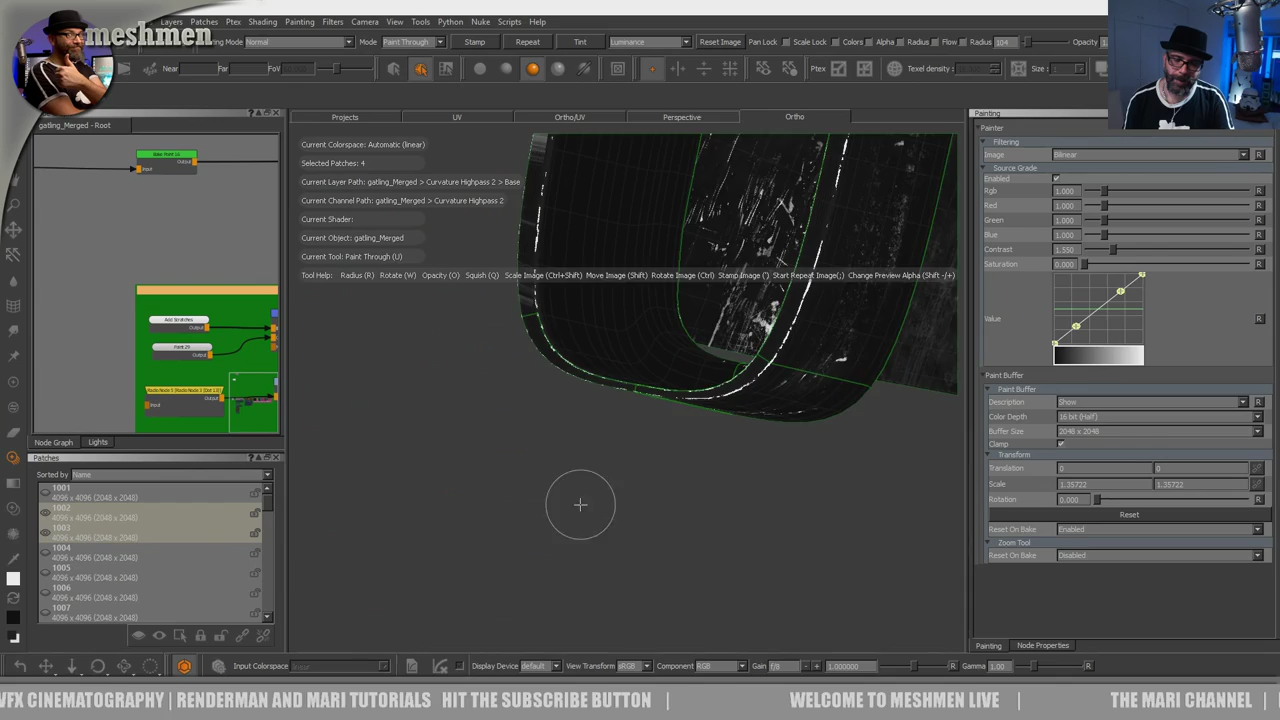 meshmen
Layers Patches Ptex Shading Painting Filters Camera View Tools Python Nuke Scripts Help
Mode Normal Mode Paint Through Stamp Repeat Tint Luminance Reset Image Pan Lock Scale Lock Colors Alpha Radius Flow Radius 104 Opacity
Near Far FoV Ptex Texel density: Size : 1
gatling_Merged - Root
Projects UV Ortho/UV Perspective Ortho
Output
Input
Current Colorspace: Automatic (linear)
Selected Patches: 4
Current Layer Path: gatling_Merged > Curvature Highpass 2 > Base
Current Channel Path: gatling_Merged > Curvature Highpass 2
Current Shader:
Current Object: gatling_Merged
Current Tool: Paint Through (U)
Tool Help: Radius (R) Rotate (W) Opacity (O) Squish (Q) Scale Image (Ctrl+Shift) Move Image (Shift) Rotate Image (Ctrl) Stamp Image (') Start Repeat Image(;) Change Preview Alpha (Shift -/+)
Add Scratches
Output
Paint 29
Output
Output
Input
Node Graph Lights
Patches
Sorted by Name
1001
4096 x 4096 (2048 x 2048)
1002
4096 x 4096 (2048 x 2048)
1003
4096 x 4096 (2048 x 2048)
1004
4096 x 4096 (2048 x 2048)
1005
4096 x 4096 (2048 x 2048)
1006
4096 x 4096 (2048 x 2048)
1007
4096 x 4096 (2048 x 2048)
Painting
Painter
Filtering
Image Bilinear R
Source Grade
Enabled R
Rgb 1.000 R
Red 1.000 R
Green 1.000 R
Blue 1.000 R
Contrast 1.550 R
Saturation 0.000 R
Value R
Paint Buffer
Paint Buffer
Description Show
Color Depth 16 bit (Half)
Buffer Size 2048 x 2048
Clamp
Transform
Translation 0 0
Scale 1.35722 1.35722
Rotation 0.000
Reset
Reset On Bake Enabled
Zoom Tool
Reset On Bake Disabled
Painting Node Properties
Input Colorspace Display Device default View Transform sRGB Component RGB Gain f/8 - + 1.000000 R Gamma 1.00 R
VFX CINEMATOGRAPHY | RENDERMAN AND MARI TUTORIALS HIT THE SUBSCRIBE BUTTON | WELCOME TO MESHMEN LIVE | THE MARI CHANNEL